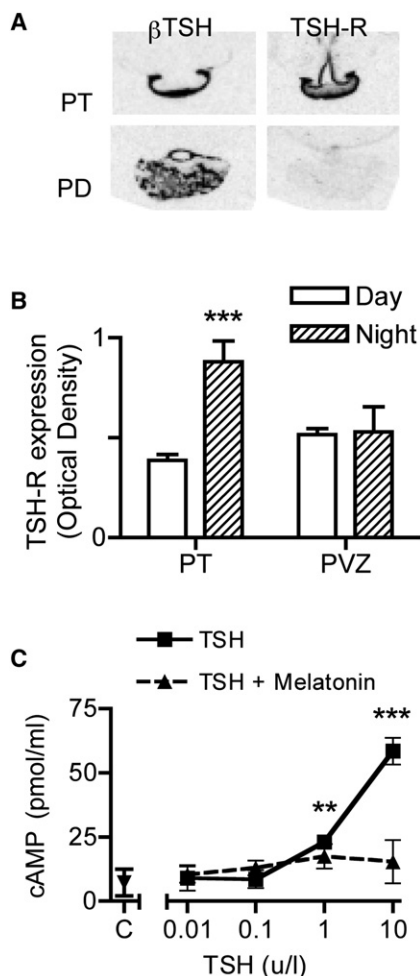 A
βTSH TSH-R
PT
PD
B
Day
Night
TSH-R expression
(Optical Density)
1
0
***
PT PVZ
C
TSH
TSH + Melatonin
cAMP (pmol/ml)
75
50
25
0
**
***
C 0.01 0.1 1 10
TSH (u/l)